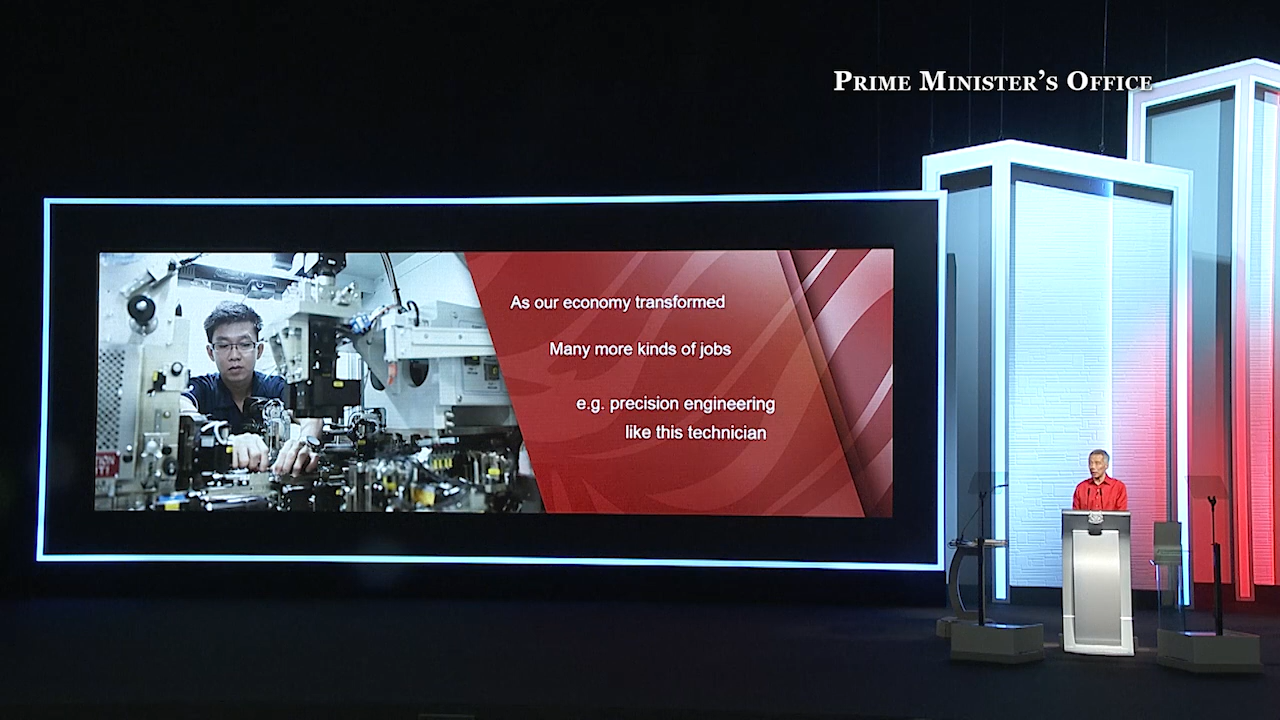 PRIME MINISTER'S OFFICE
As our economy transformed
Many more kinds of jobs
e.g. precision engineering
like this technician